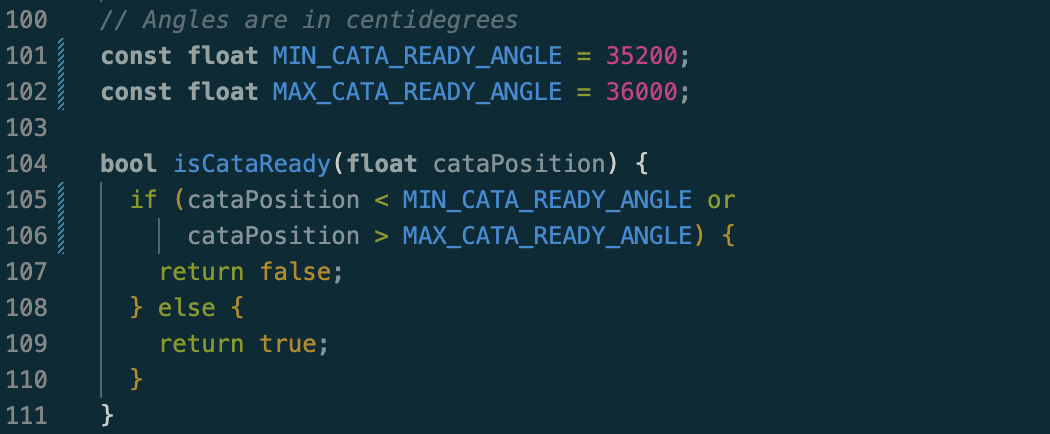 100 // Angles are in centidegrees
101 const float MIN_CATA_READY_ANGLE = 35200;
102 const float MAX_CATA_READY_ANGLE = 36000;
103
104 bool isCataReady(float cataPosition) {
105   if (cataPosition < MIN_CATA_READY_ANGLE or
106       cataPosition > MAX_CATA_READY_ANGLE) {
107     return false;
108   } else {
109     return true;
110   }
111 }